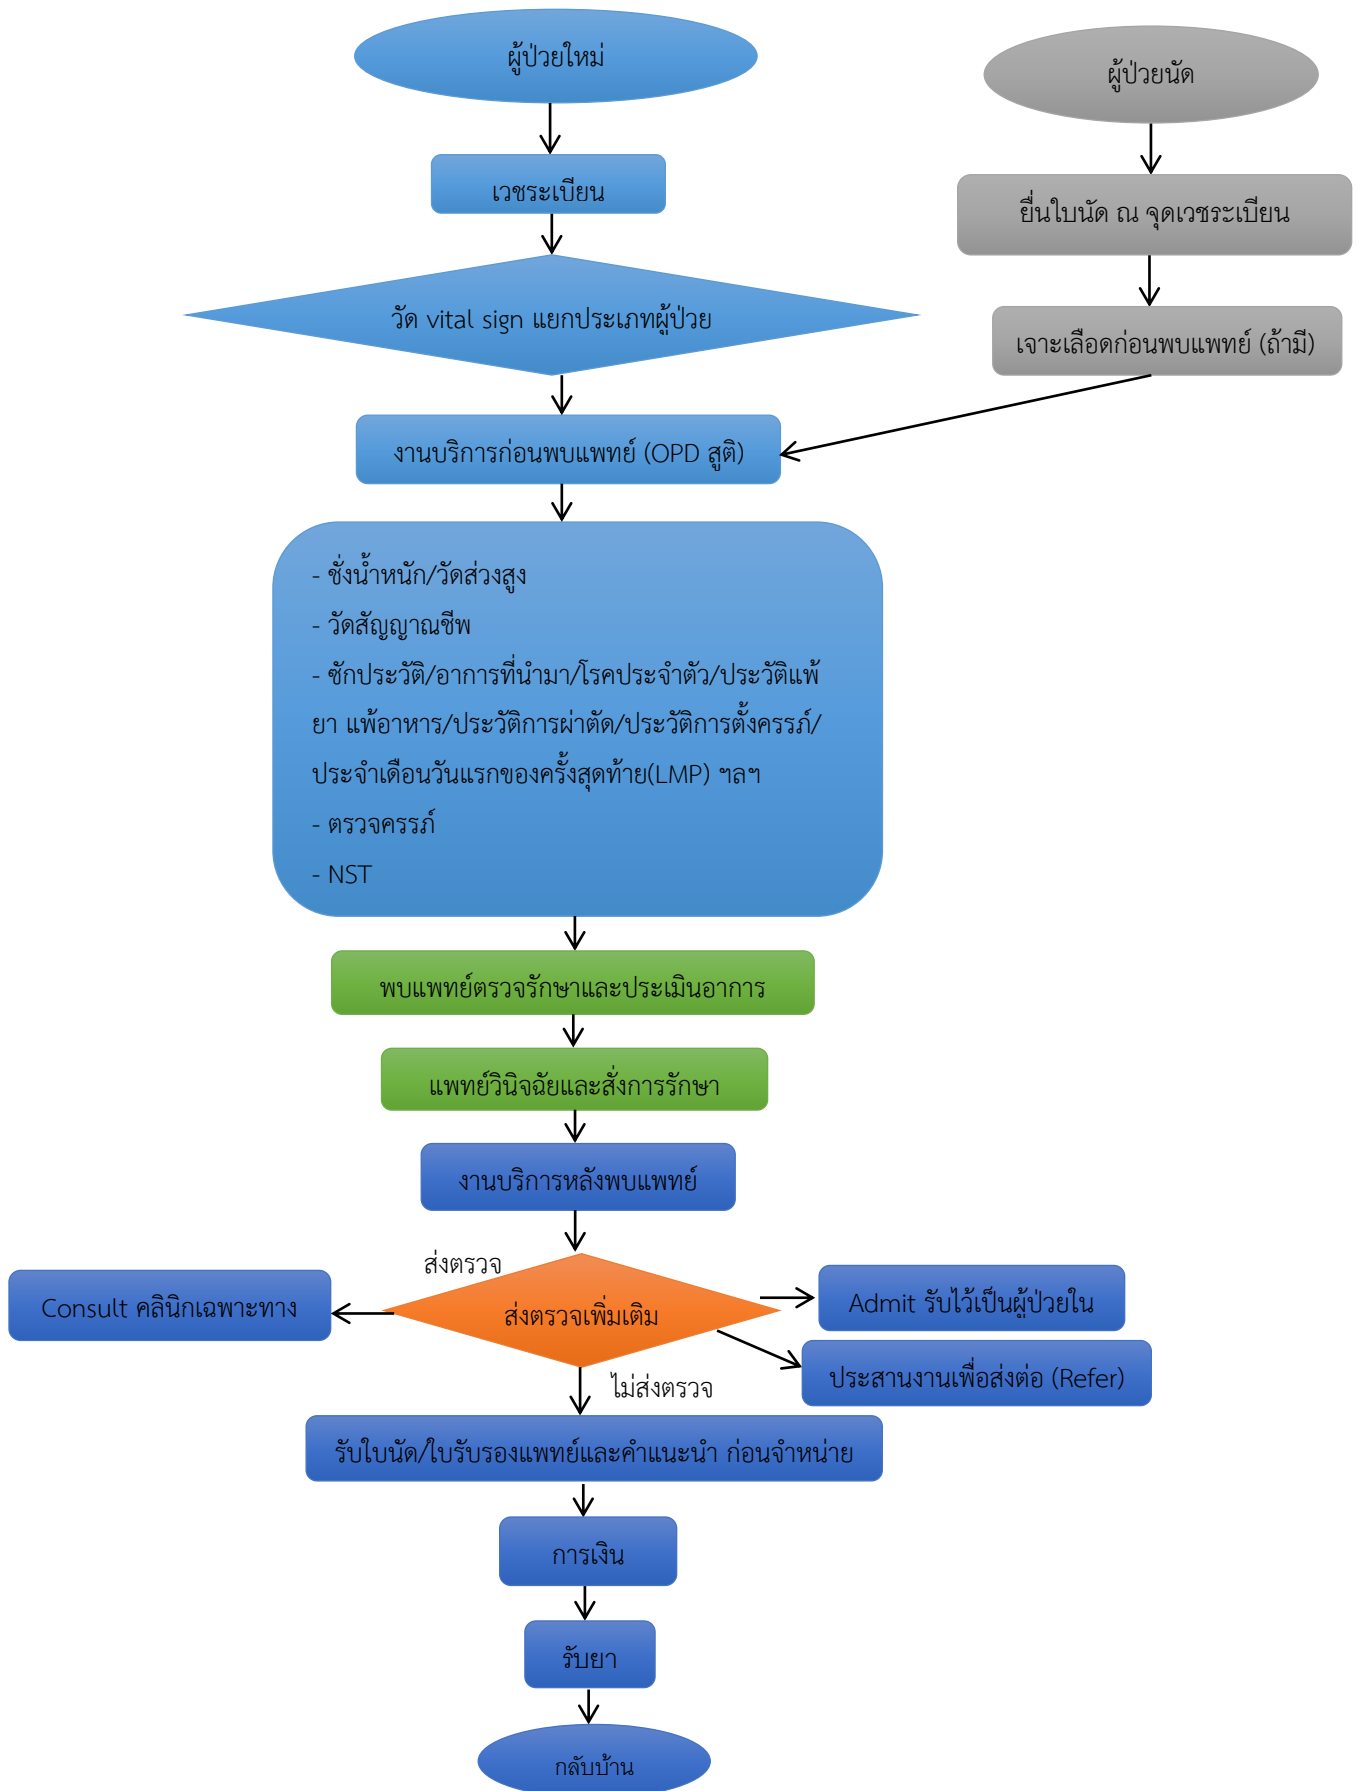 ผู้ป่วยใหม่
ผู้ป่วยนัด
เวชระเบียน
ยื่นใบนัด ณ จุดเวชระเบียน
วัด vital sign แยกประเภทผู้ป่วย
เจาะเลือดก่อนพบแพทย์ (ถ้ามี)
งานบริการก่อนพบแพทย์ (OPD สูติ)
- ชั่งน้ำหนัก/วัดส่วงสูง
- วัดสัญญาณชีพ
- ซักประวัติ/อาการที่นำมา/โรคประจำตัว/ประวัติแพ้
ยา แพ้อาหาร/ประวัติการผ่าตัด/ประวัติการตั้งครรภ์/
ประจำเดือนวันแรกของครั้งสุดท้าย(LMP) ฯลฯ
- ตรวจครรภ์
- NST
พบแพทย์ตรวจรักษาและประเมินอาการ
แพทย์วินิจฉัยและสั่งการรักษา
งานบริการหลังพบแพทย์
ส่งตรวจ
Consult คลินิกเฉพาะทาง
ส่งตรวจเพิ่มเติม
Admit รับไว้เป็นผู้ป่วยใน
ประสานงานเพื่อส่งต่อ (Refer)
ไม่ส่งตรวจ
รับใบนัด/ใบรับรองแพทย์และคำแนะนำ ก่อนจำหน่าย
การเงิน
รับยา
กลับบ้าน